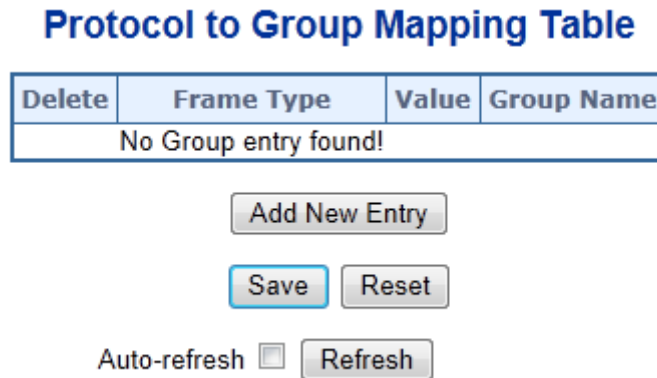 Protocol to Group Mapping Table
Delete Frame Type Value Group Name
No Group entry found!
Add New Entry
Save Reset
Auto-refresh Refresh